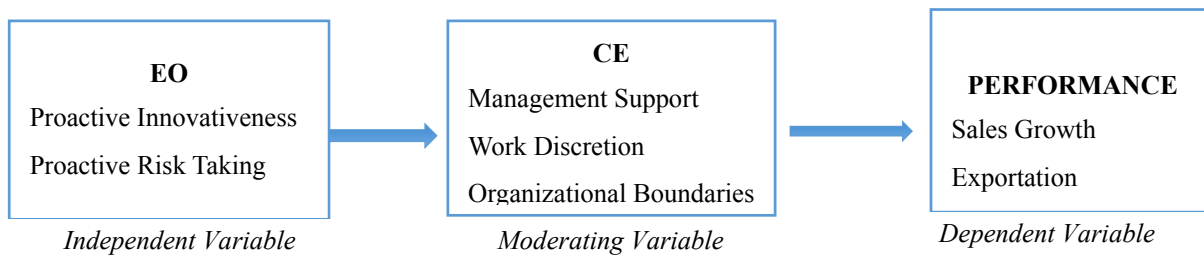 EO
Proactive Innovativeness
Proactive Risk Taking
Independent Variable
CE
Management Support
Work Discretion
Organizational Boundaries
Moderating Variable
PERFORMANCE
Sales Growth
Exportation
Dependent Variable